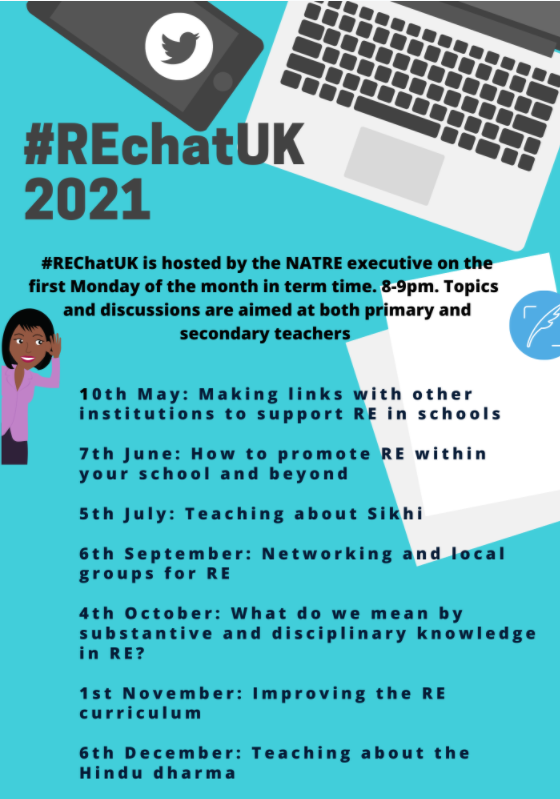 #REchatUK
2021
#REChatUK is hosted by the NATRE executive on the
first Monday of the month in term time. 8-9pm. Topics
and discussions are aimed at both primary and
secondary teachers
10th May: Making links with other
institutions to support RE in schools
7th June: How to promote RE within
your school and beyond
5th July: Teaching about Sikhi
6th September: Networking and local
groups for RE
4th October: What do we mean by
substantive and disciplinary knowledge
in RE?
1st November: Improving the RE
curriculum
6th December: Teaching about the
Hindu dharma